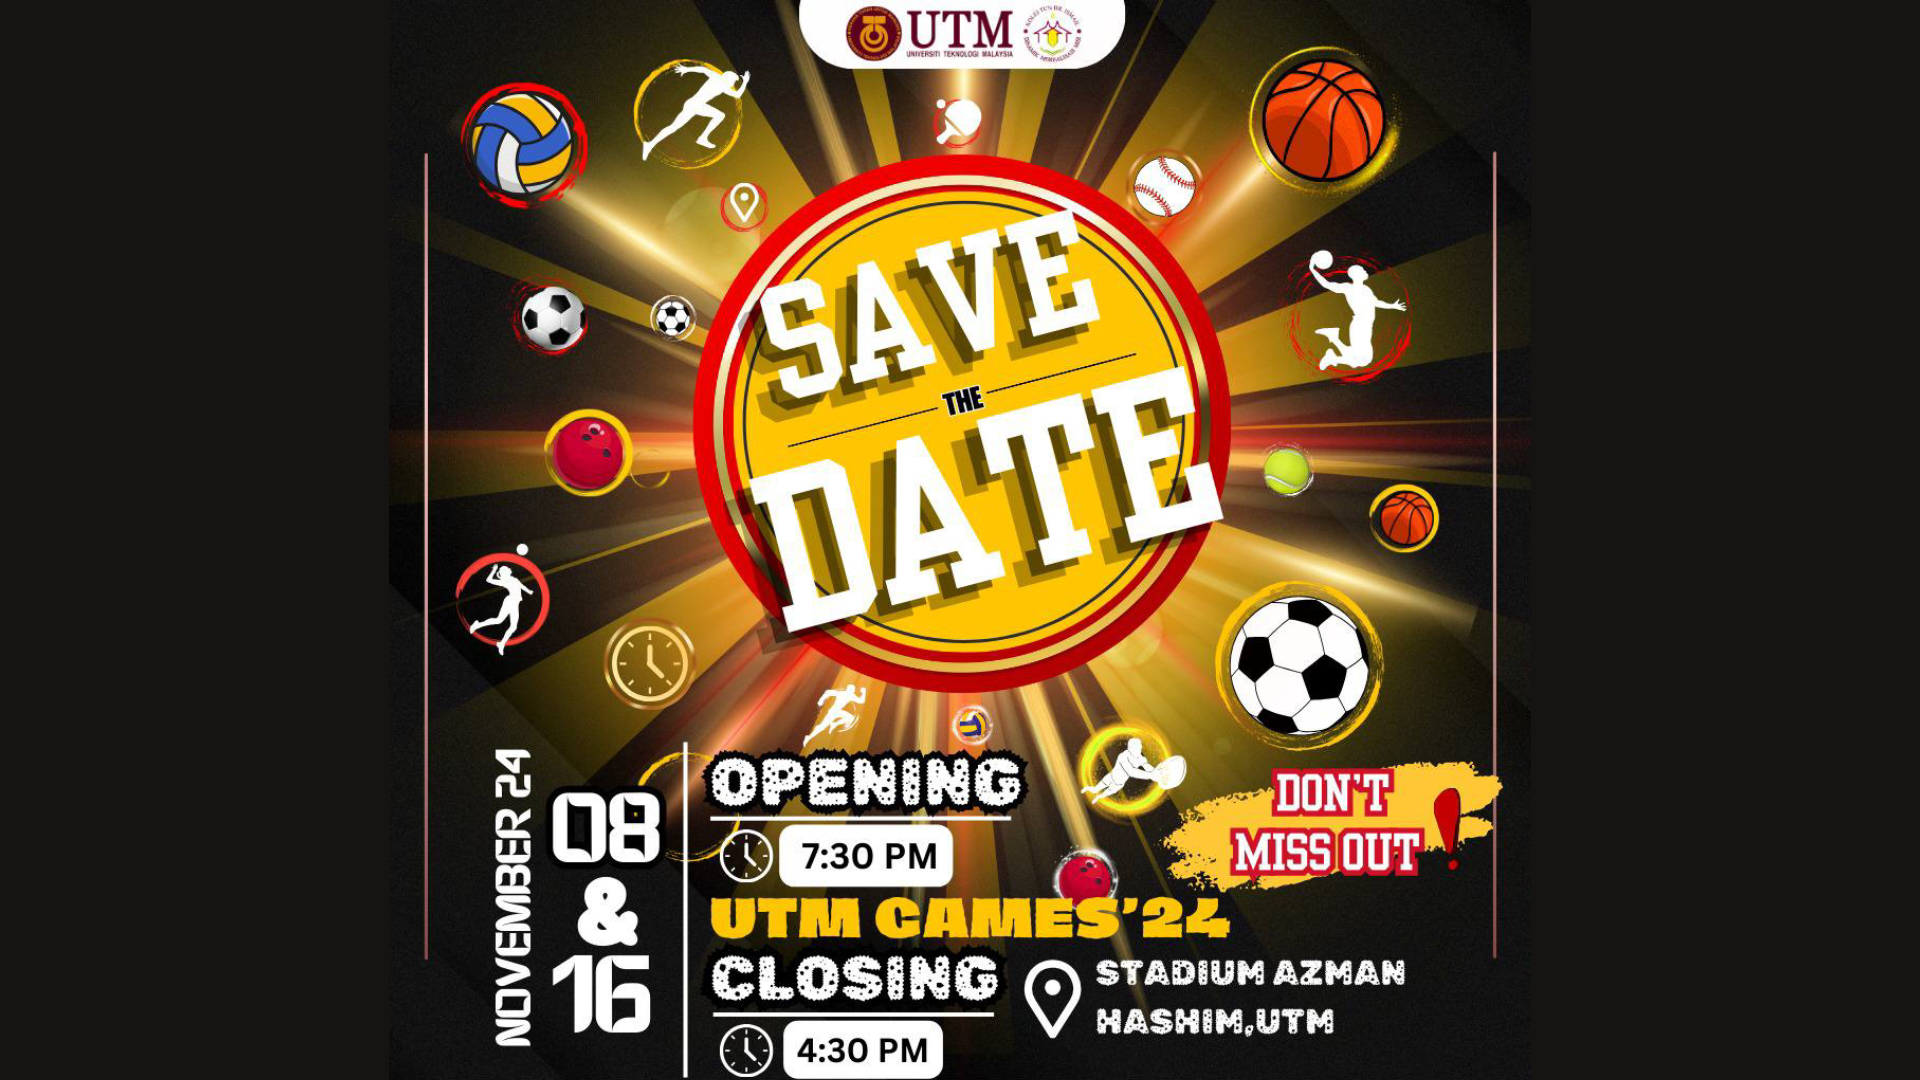 UTM
UNIVERSITI TEKNOLOGI MALAYSIA
SAVE
THE
DATE
NOVEMBER 24
08
&
16
OPENING
7:30 PM
UTM GAMES'24
CLOSING
4:30 PM
DON'T
MISS OUT!
STADIUM AZMAN
HASHIM,UTM